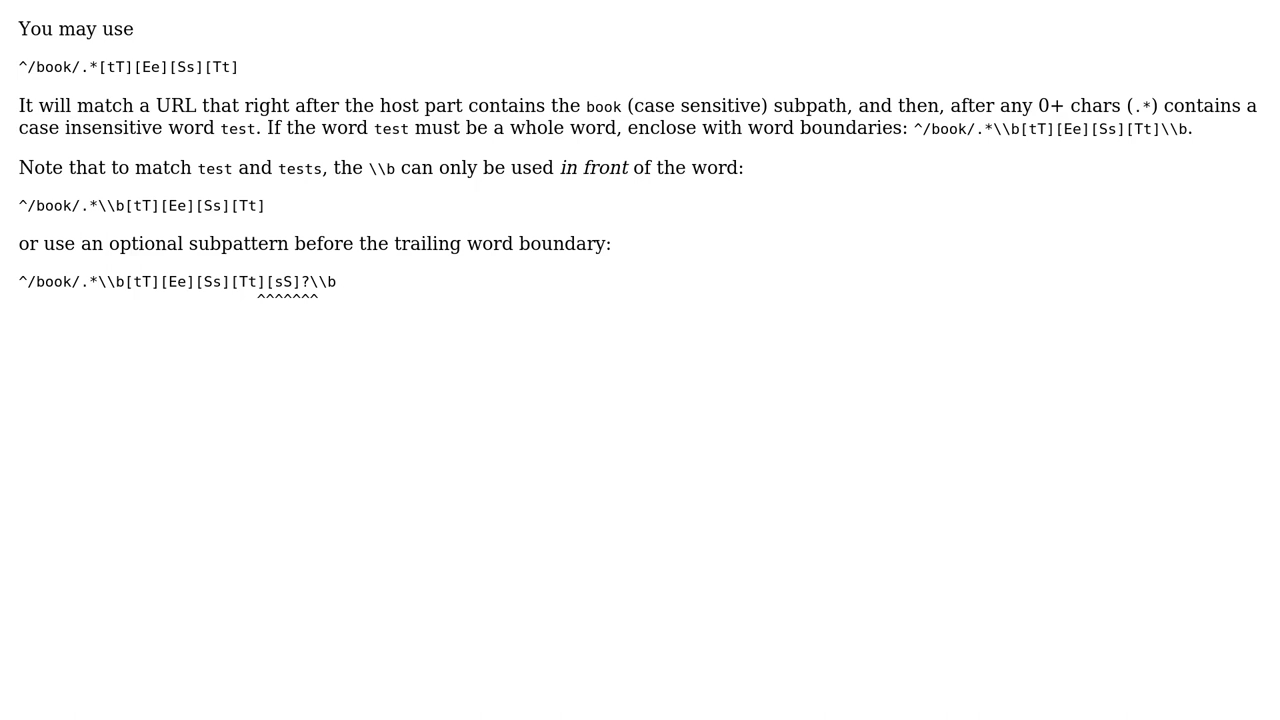 You may use
^/book/.*[tT][Ee][Ss][Tt]
It will match a URL that right after the host part contains the book (case sensitive) subpath, and then, after any 0+ chars (.*) contains a
case insensitive word test. If the word test must be a whole word, enclose with word boundaries: ^/book/.*\\b[tT][Ee][Ss][Tt]\\b.
Note that to match test and tests, the \\b can only be used in front of the word:
^/book/.*\\b[tT][Ee][Ss][Tt]
or use an optional subpattern before the trailing word boundary:
^/book/.*\\b[tT][Ee][Ss][Tt][sS]?\\b
^^^^^^^